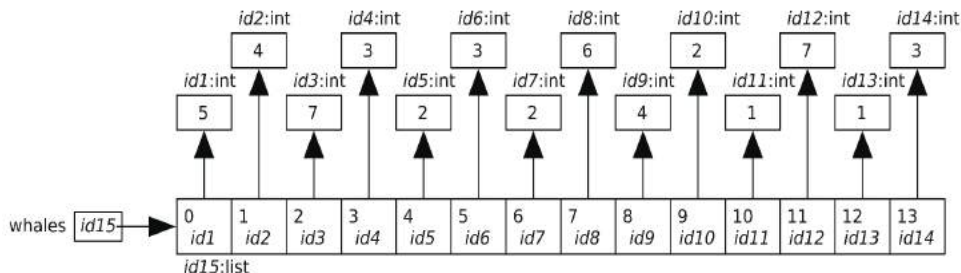 id2:int id4:int id6:int id8:int id10:int id12:int id14:int
4 3 3 6 2 7 3
id1:int id3:int id5:int id7:int id9:int id11:int id13:int
5 7 2 2 4 1 1
0 1 2 3 4 5 6 7 8 9 10 11 12 13
whales id15 id1 id2 id3 id4 id5 id6 id7 id8 id9 id10 id11 id12 id13 id14
id15:list